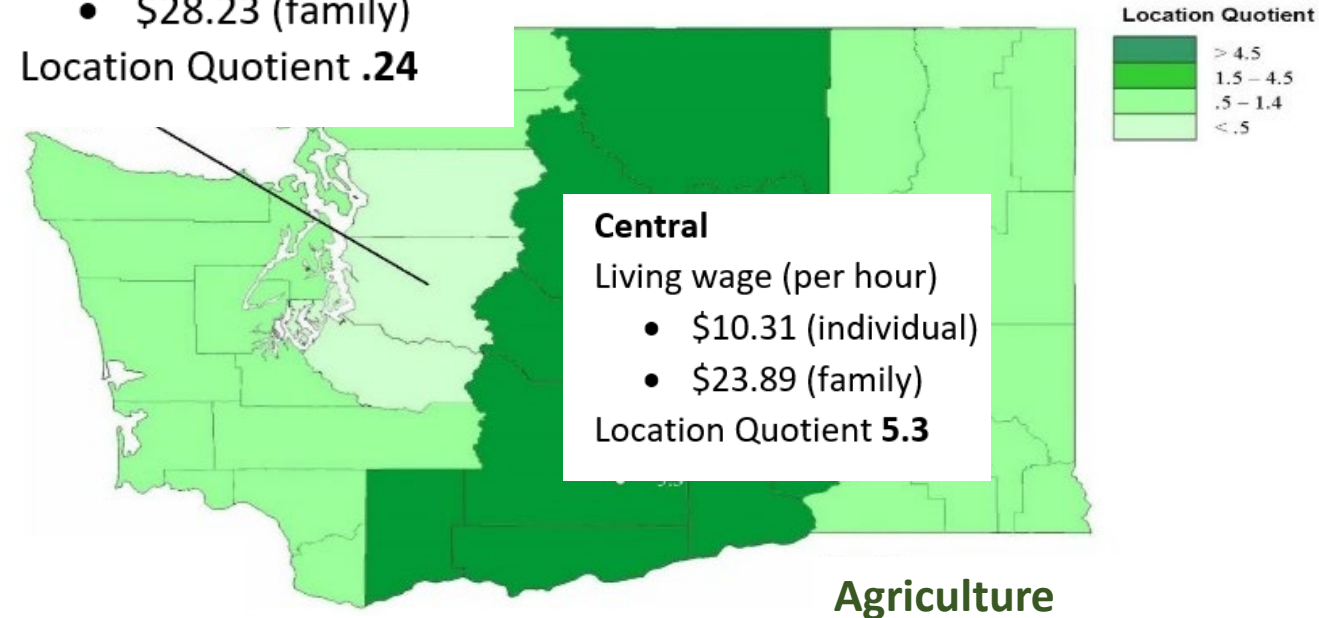 • $28.23 (family)
Location Quotient .24
Location Quotient
> 4.5
1.5 – 4.5
.5 – 1.4
< .5
Central
Living wage (per hour)
• $10.31 (individual)
• $23.89 (family)
Location Quotient 5.3
Agriculture